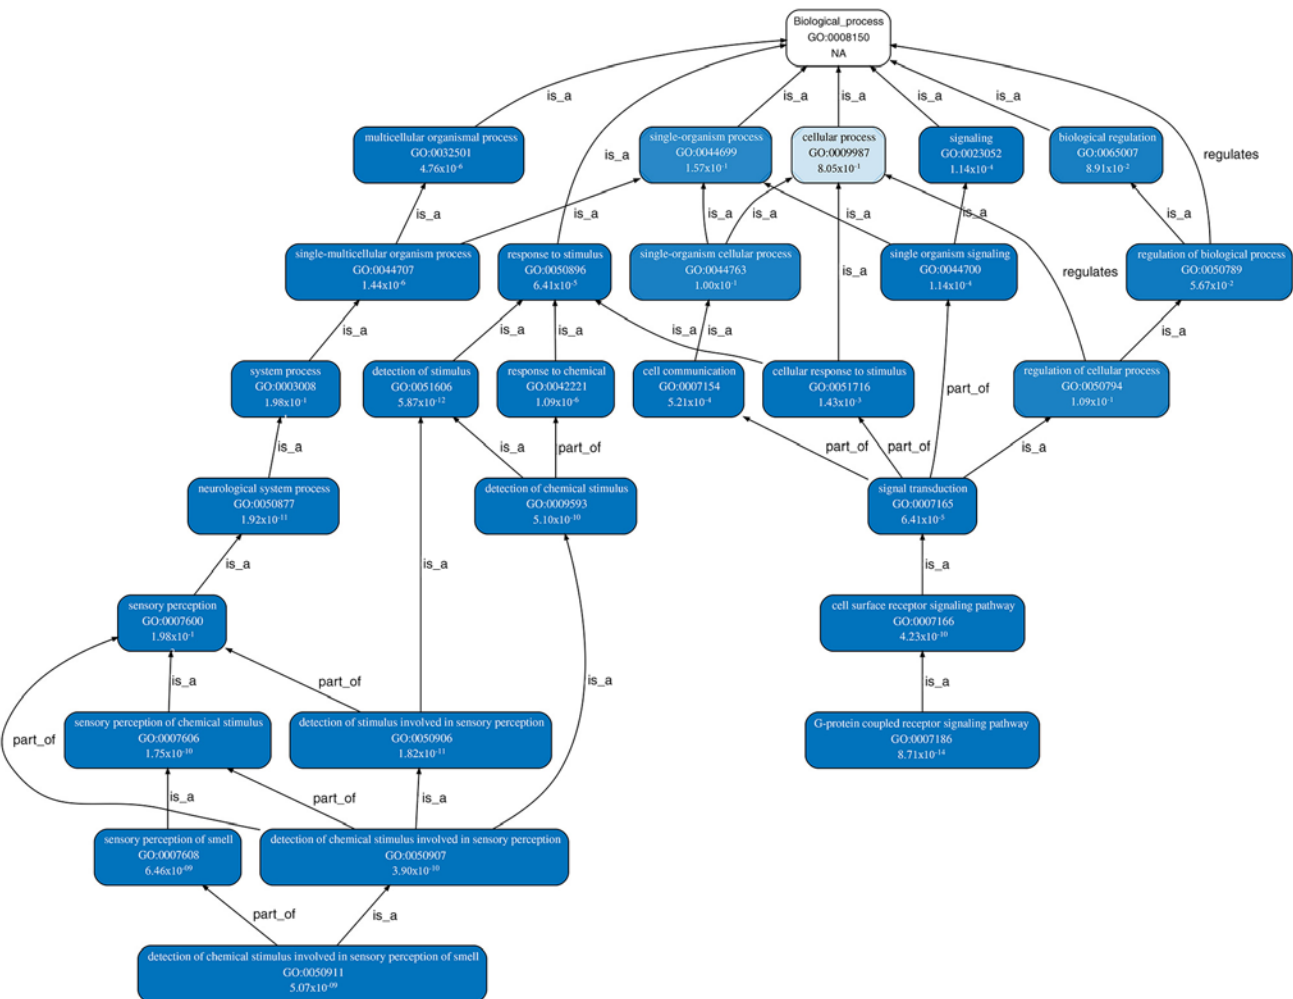 Biological_process
GO:0008150
NA
is_a
is_a
is_a
is_a
is_a
multicellular organismal process
GO:0032501
4.76x10⁻⁶
single-organism process
GO:0044699
1.57x10⁻¹
cellular process
GO:0009987
8.05x10⁻¹
signaling
GO:0023052
1.14x10⁻⁴
biological regulation
GO:0065007
8.91x10⁻²
is_a
regulates
is_a
is_a
is_a
is_a
is_a
is_a
is_a
single-multicellular organism process
GO:0044707
1.44x10⁻⁶
response to stimulus
GO:0050896
6.41x10⁻⁵
single-organism cellular process
GO:0044763
1.00x10⁻¹
single organism signaling
GO:0044700
1.14x10⁻⁴
regulation of biological process
GO:0050789
5.67x10⁻²
is_a
regulates
is_a
is_a
is_a
is_a
is_a
is_a
system process
GO:0003008
1.98x10⁻¹
detection of stimulus
GO:0051606
5.87x10⁻¹²
response to chemical
GO:0042221
1.09x10⁻⁶
cell communication
GO:0007154
5.21x10⁻⁴
cellular response to stimulus
GO:0051716
1.43x10⁻³
regulation of cellular process
GO:0050794
1.09x10⁻¹
part_of
is_a
is_a
part_of
part_of
part_of
is_a
neurological system process
GO:0050877
1.92x10⁻¹¹
detection of chemical stimulus
GO:0009593
5.10x10⁻¹⁰
signal transduction
GO:0007165
6.41x10⁻⁵
is_a
is_a
is_a
sensory perception
GO:0007600
1.98x10⁻¹
cell surface receptor signaling pathway
GO:0007166
4.23x10⁻¹⁰
is_a
part_of
is_a
is_a
sensory perception of chemical stimulus
GO:0007606
1.75x10⁻¹⁰
detection of stimulus involved in sensory perception
GO:0050906
1.82x10⁻¹¹
G-protein coupled receptor signaling pathway
GO:0007186
8.71x10⁻¹⁴
part_of
is_a
part_of
is_a
sensory perception of smell
GO:0007608
6.46x10⁻⁰⁹
detection of chemical stimulus involved in sensory perception
GO:0050907
3.90x10⁻¹⁰
part_of
is_a
detection of chemical stimulus involved in sensory perception of smell
GO:0050911
5.07x10⁻⁰⁹